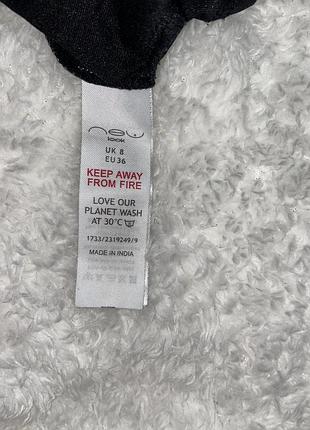 new
look
UK 8
EU 36
KEEP AWAY
FROM FIRE
LOVE OUR
PLANET WASH
AT 30°C
1733/2319249/9
MADE IN INDIA